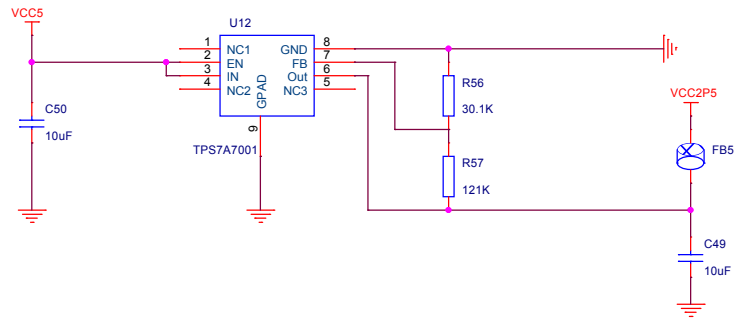 VCC5
U12
1 NC1 GND 8
2 EN FB 7
3 IN Out 6
4 NC2 NC3 5
GPAD
9
TPS7A7001
C50
10uF
R56
30.1K
R57
121K
VCC2P5
FB5
C49
10uF